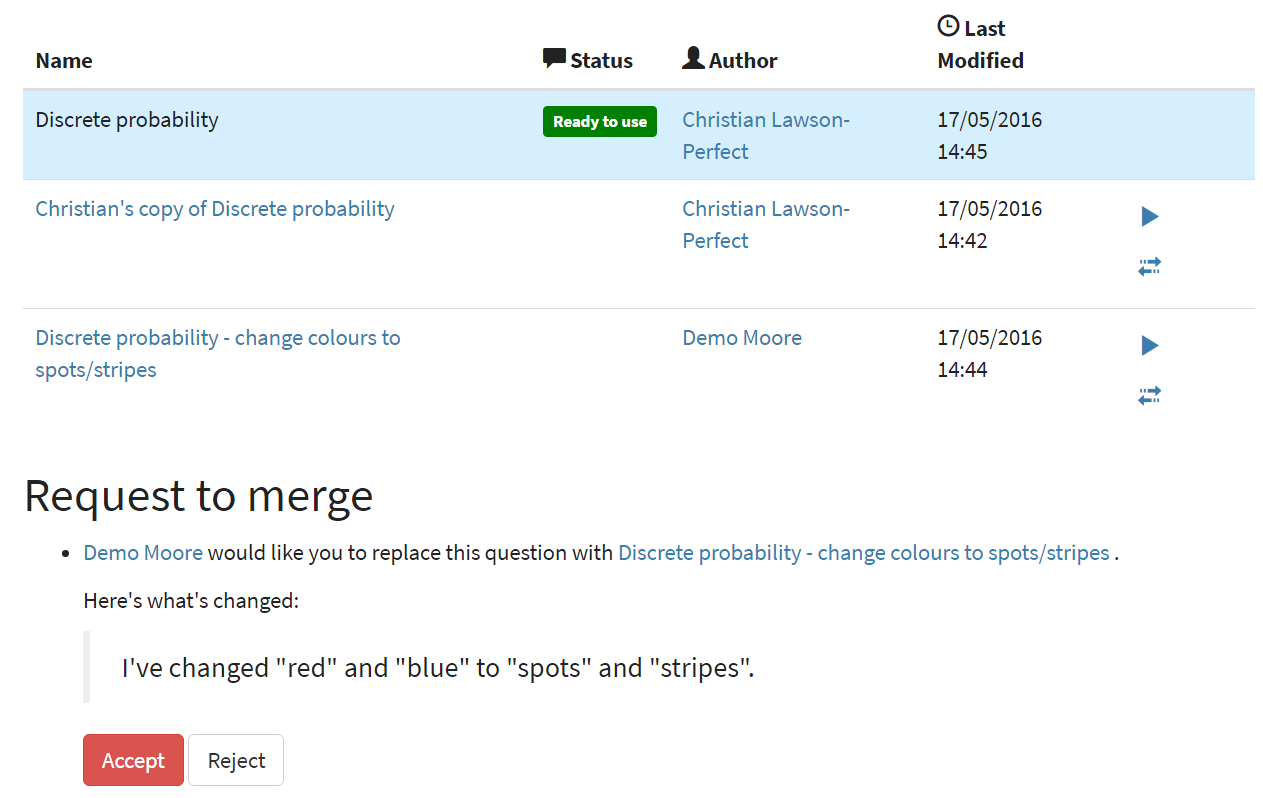 Name Status Author Last Modified
Discrete probability Ready to use Christian Lawson-Perfect 17/05/2016 14:45
Christian's copy of Discrete probability Christian Lawson-Perfect 17/05/2016 14:42
Discrete probability - change colours to spots/stripes Demo Moore 17/05/2016 14:44
Request to merge
Demo Moore would like you to replace this question with Discrete probability - change colours to spots/stripes .
Here's what's changed:
I've changed "red" and "blue" to "spots" and "stripes".
Accept Reject